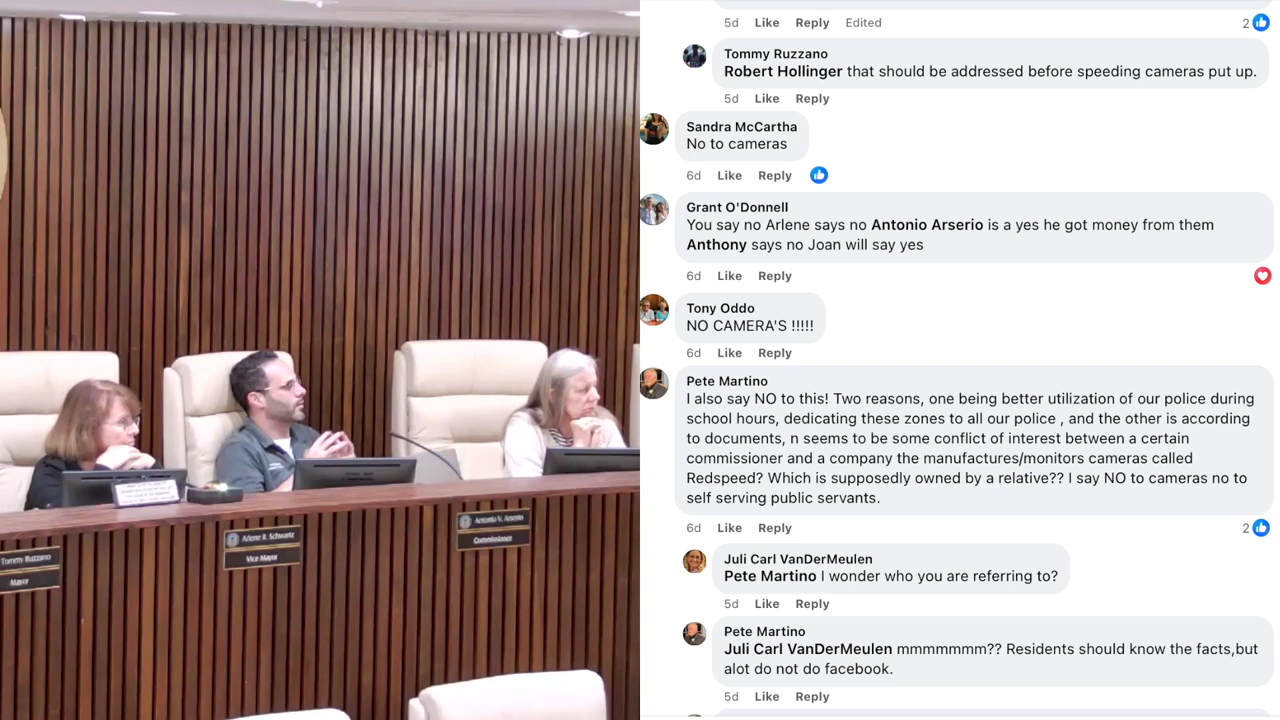 Tommy Ruzzano
Mayor
Arlene R. Schwartz
Vice Mayor
Antonio V. Arserio
Commissioner
5d Like Reply Edited 2
Tommy Ruzzano
Robert Hollinger that should be addressed before speeding cameras put up.
5d Like Reply
Sandra McCartha
No to cameras
6d Like Reply
Grant O'Donnell
You say no Arlene says no Antonio Arserio is a yes he got money from them
Anthony says no Joan will say yes
6d Like Reply
Tony Oddo
NO CAMERA'S !!!!!
6d Like Reply
Pete Martino
I also say NO to this! Two reasons, one being better utilization of our police during
school hours, dedicating these zones to all our police , and the other is according
to documents, n seems to be some conflict of interest between a certain
commissioner and a company the manufactures/monitors cameras called
Redspeed? Which is supposedly owned by a relative?? I say NO to cameras no to
self serving public servants.
6d Like Reply 2
Juli Carl VanDerMeulen
Pete Martino I wonder who you are referring to?
5d Like Reply
Pete Martino
Juli Carl VanDerMeulen mmmmmmm?? Residents should know the facts,but
alot do not do facebook.
5d Like Reply